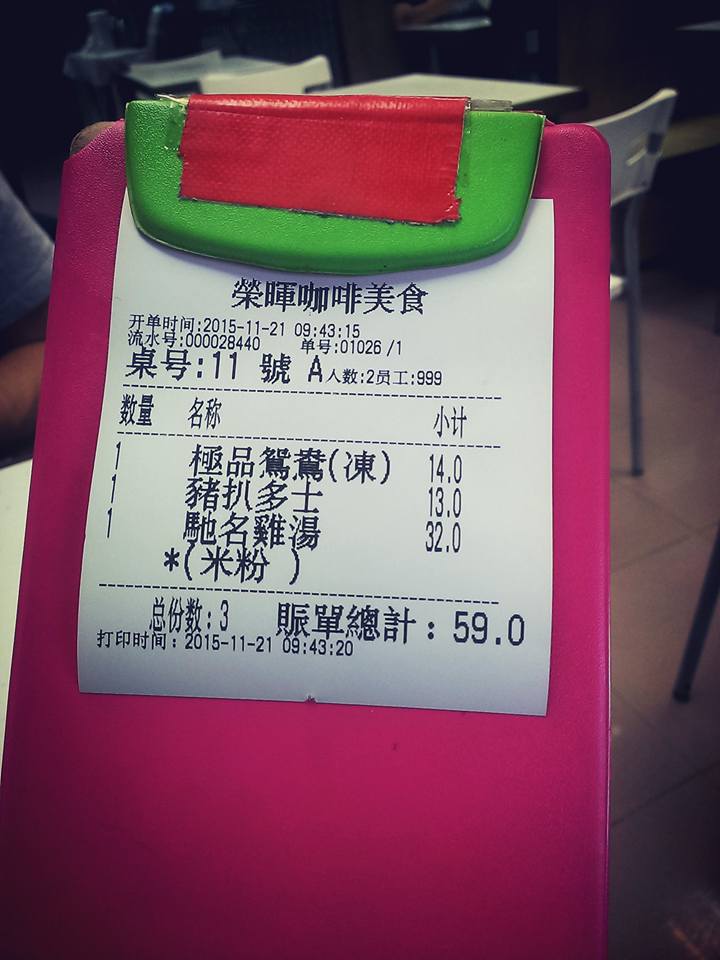 榮暉咖啡美食
开单时间:2015-11-21 09:43:15
流水号:000028440 单号:01026 /1
桌号:11 號 A人数:2员工:999
数量 名称 小计
1 極品鴛鴦(凍) 14.0
1 豬扒多士 13.0
1 馳名雞湯 32.0
*(米粉 )
总份数:3 賬單總計:59.0
打印时间:2015-11-21 09:43:20